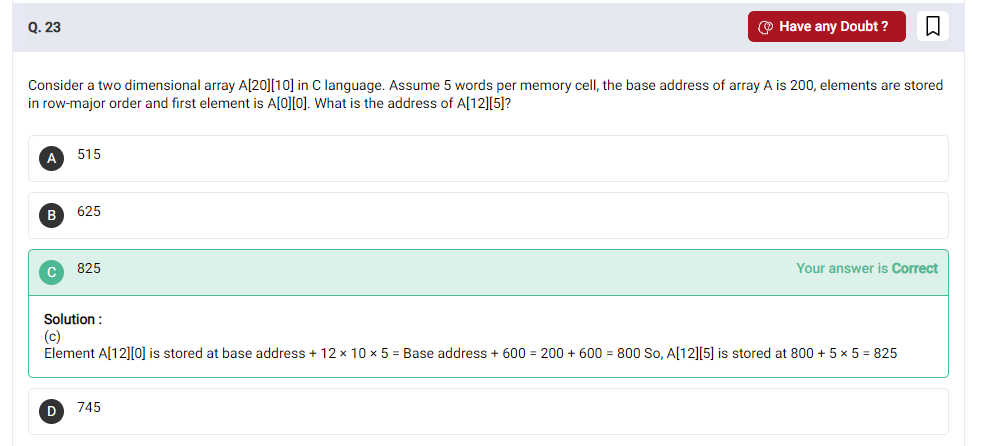 Q. 23
Have any Doubt ?
Consider a two dimensional array A[20][10] in C language. Assume 5 words per memory cell, the base address of array A is 200, elements are stored
in row-major order and first element is A[0][0]. What is the address of A[12][5]?
A
515
B
625
C
825
Your answer is Correct
Solution :
(c)
Element A[12][0] is stored at base address + 12 × 10 × 5 = Base address + 600 = 200 + 600 = 800 So, A[12][5] is stored at 800 + 5 × 5 = 825
D
745